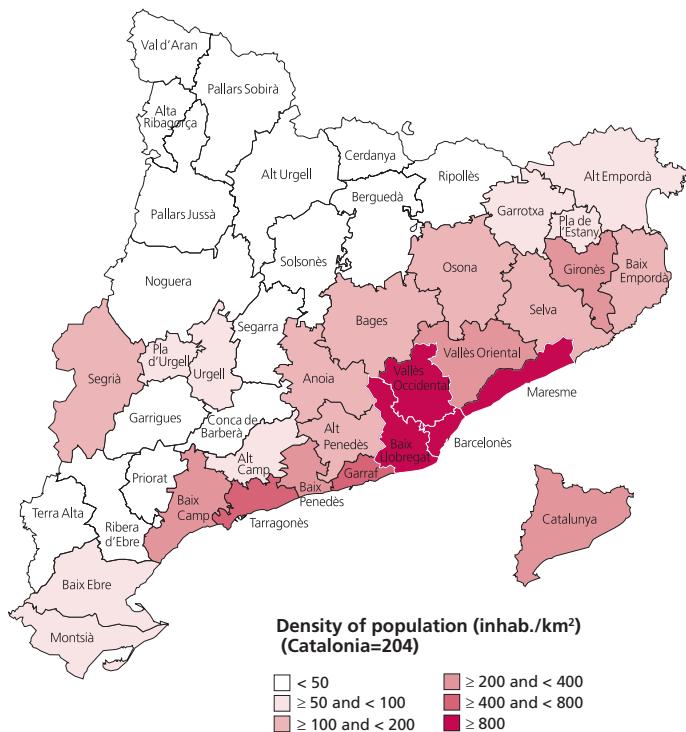 Val d'Aran
Pallars Sobirà
Alta
Ribagorça
Cerdanya
Ripollès
Alt Empordà
Alt Urgell
Berguedà
Garrotxa
Pla de
l'Estany
Pallars Jussà
Solsonès
Osona
Gironès
Baix
Empordà
Noguera
Selva
Bages
Segarra
Pla
d'Urgell
Urgell
Vallès Oriental
Vallès
Occidental
Segrià
Anoia
Maresme
Garrigues
Conca de
Barberà
Alt
Penedès
Baix
Llobregat
Barcelonès
Alt
Camp
Garraf
Priorat
Baix
Camp
Baix
Penedès
Terra Alta
Ribera
d'Ebre
Tarragonès
Catalunya
Baix Ebre
Montsià
Density of population (inhab./km²)
(Catalonia=204)
< 50
≥ 50 and < 100
≥ 100 and < 200
≥ 200 and < 400
≥ 400 and < 800
≥ 800